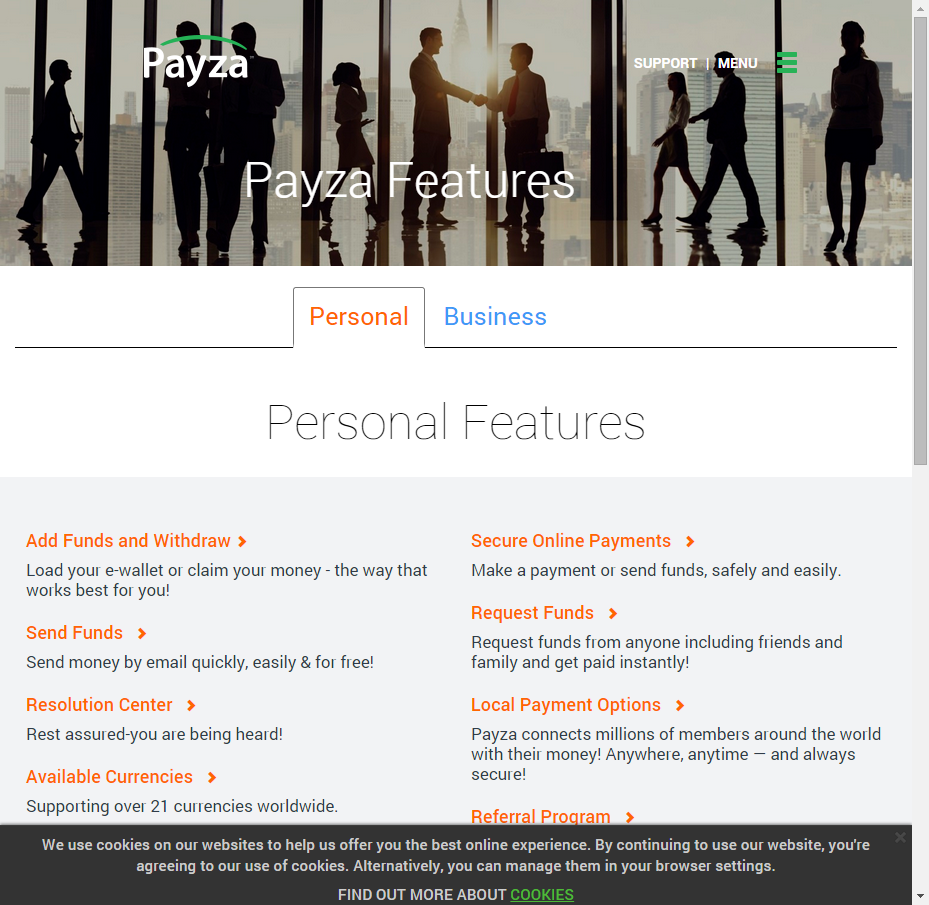 Payza
SUPPORT | MENU
Payza Features
Personal
Business
Personal Features
Add Funds and Withdraw
Load your e-wallet or claim your money - the way that
works best for you!
Send Funds
Send money by email quickly, easily & for free!
Resolution Center
Rest assured-you are being heard!
Available Currencies
Supporting over 21 currencies worldwide.
Secure Online Payments
Make a payment or send funds, safely and easily.
Request Funds
Request funds from anyone including friends and
family and get paid instantly!
Local Payment Options
Payza connects millions of members around the world
with their money! Anywhere, anytime — and always
secure!
Referral Program
We use cookies on our websites to help us offer you the best online experience. By continuing to use our website, you're
agreeing to our use of cookies. Alternatively, you can manage them in your browser settings.
FIND OUT MORE ABOUT COOKIES